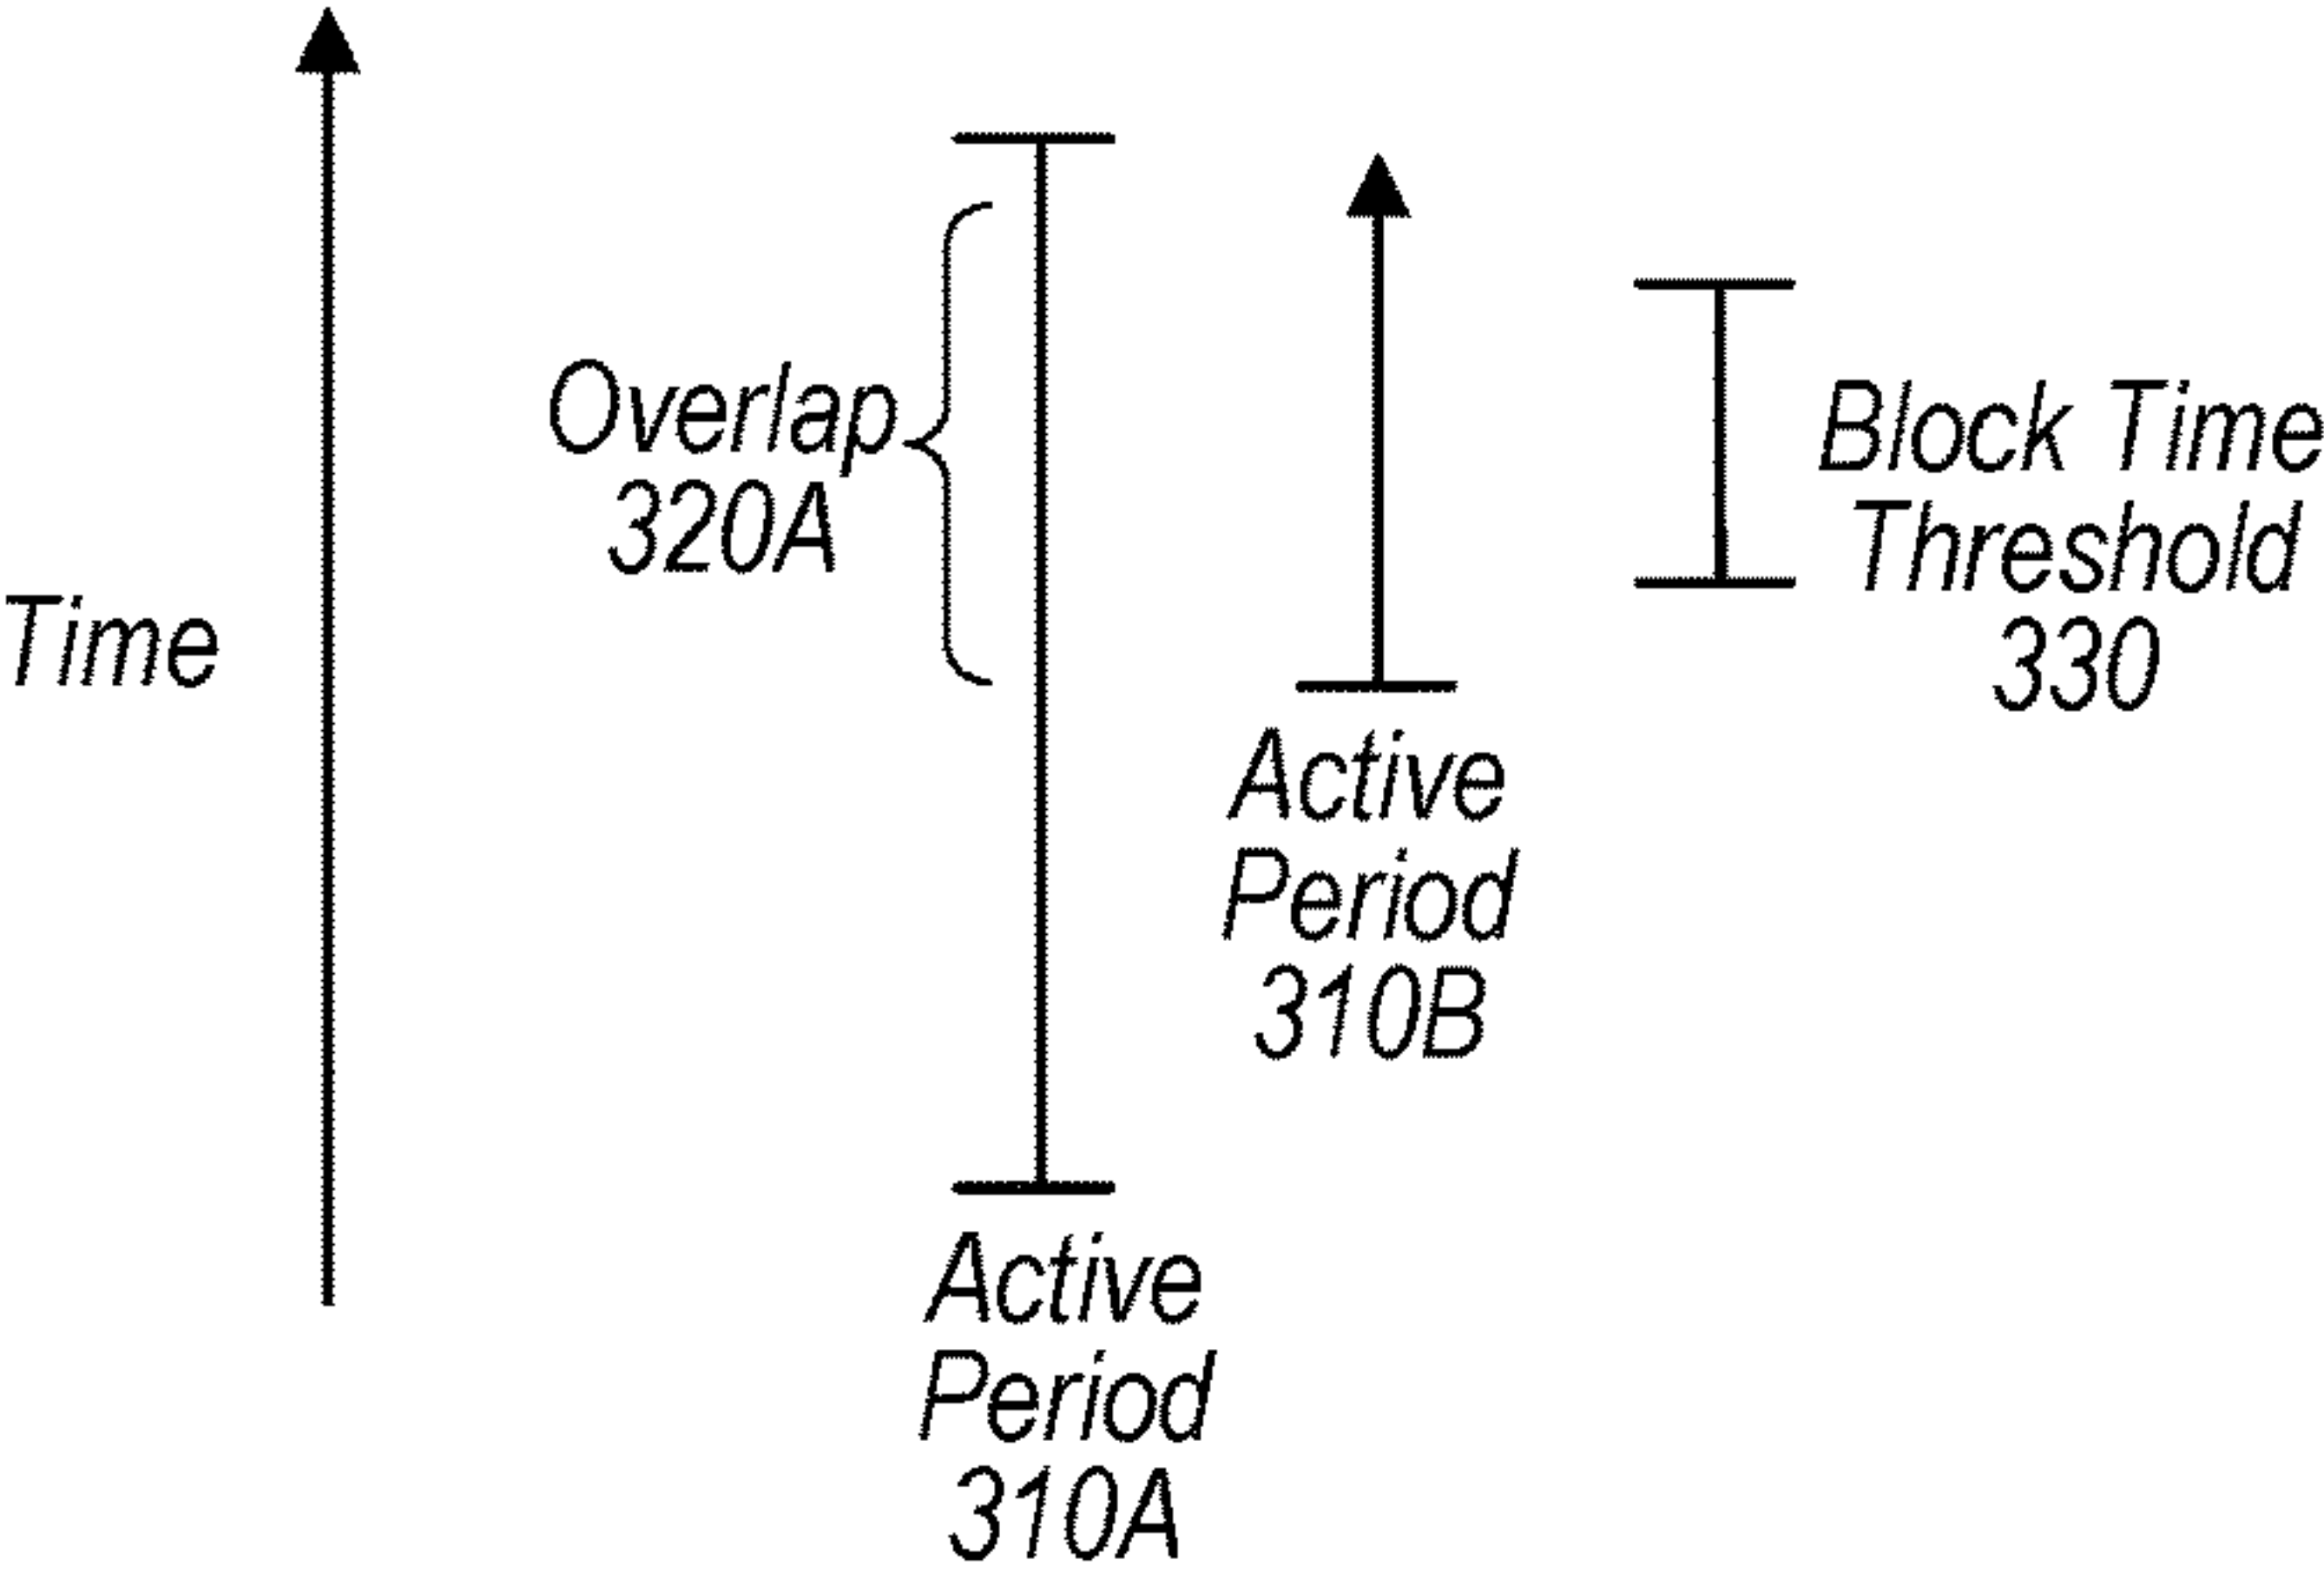 Time
Overlap
320A
Active
Period
310A
Active
Period
310B
Block Time
Threshold
330